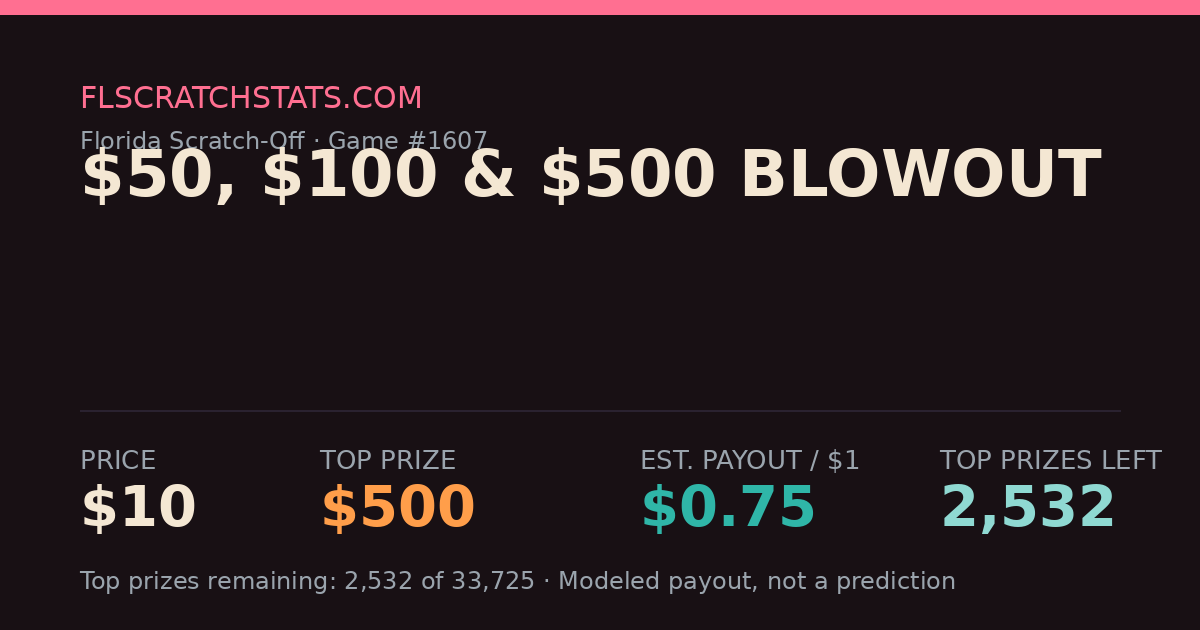 FLSCRATCHSTATS.COM
Florida Scratch-Off · Game #1607
$50, $100 & $500 BLOWOUT
PRICE
TOP PRIZE
EST. PAYOUT / $1
TOP PRIZES LEFT
$10
$500
$0.75
2,532
Top prizes remaining: 2,532 of 33,725 · Modeled payout, not a prediction